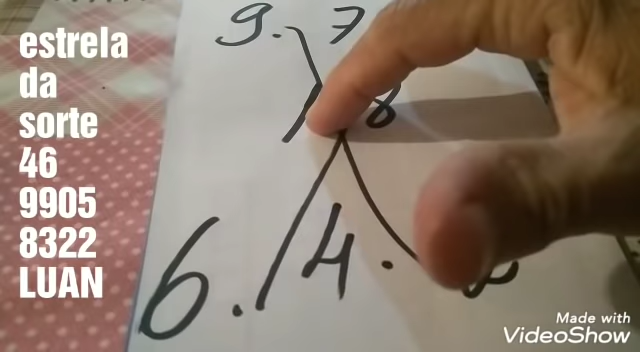 estrela
da
sorte
46
9905
8322
LUAN
9. 7
8
6. 4.
Made with
VideoShow